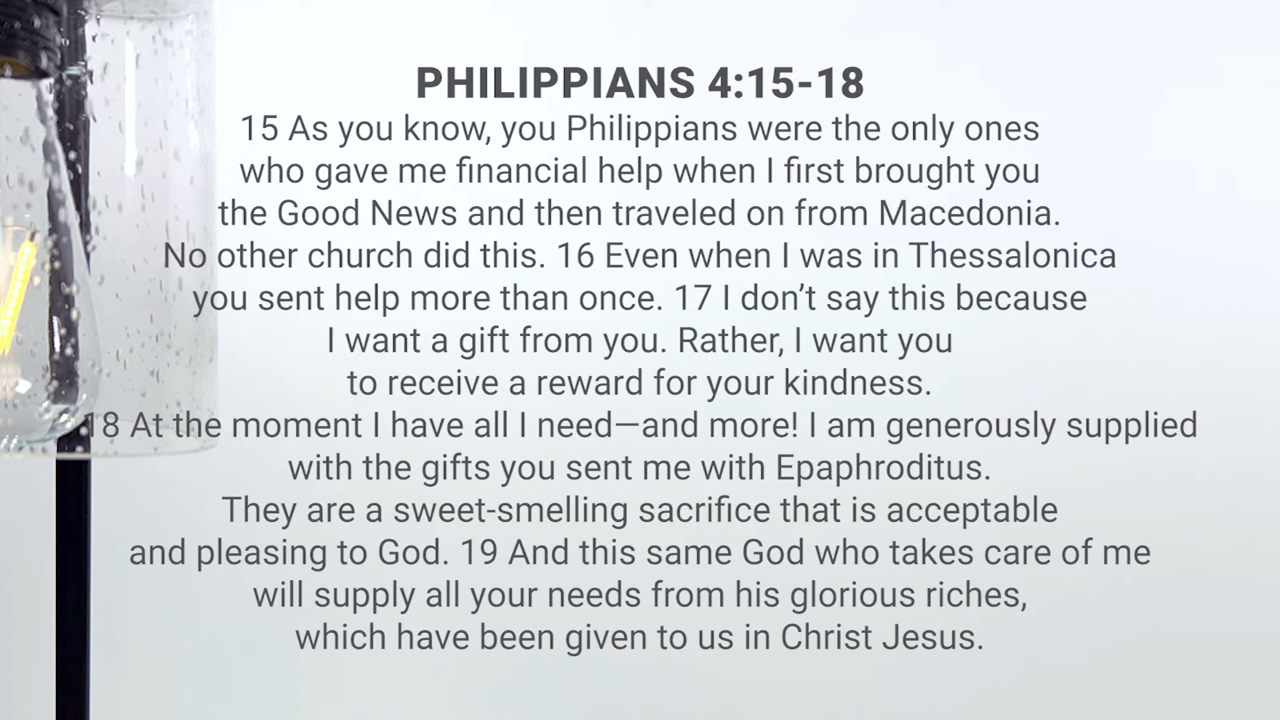 PHILIPPIANS 4:15-18
15 As you know, you Philippians were the only ones
who gave me financial help when I first brought you
the Good News and then traveled on from Macedonia.
No other church did this. 16 Even when I was in Thessalonica
you sent help more than once. 17 I don’t say this because
I want a gift from you. Rather, I want you
to receive a reward for your kindness.
18 At the moment I have all I need—and more! I am generously supplied
with the gifts you sent me with Epaphroditus.
They are a sweet-smelling sacrifice that is acceptable
and pleasing to God. 19 And this same God who takes care of me
will supply all your needs from his glorious riches,
which have been given to us in Christ Jesus.